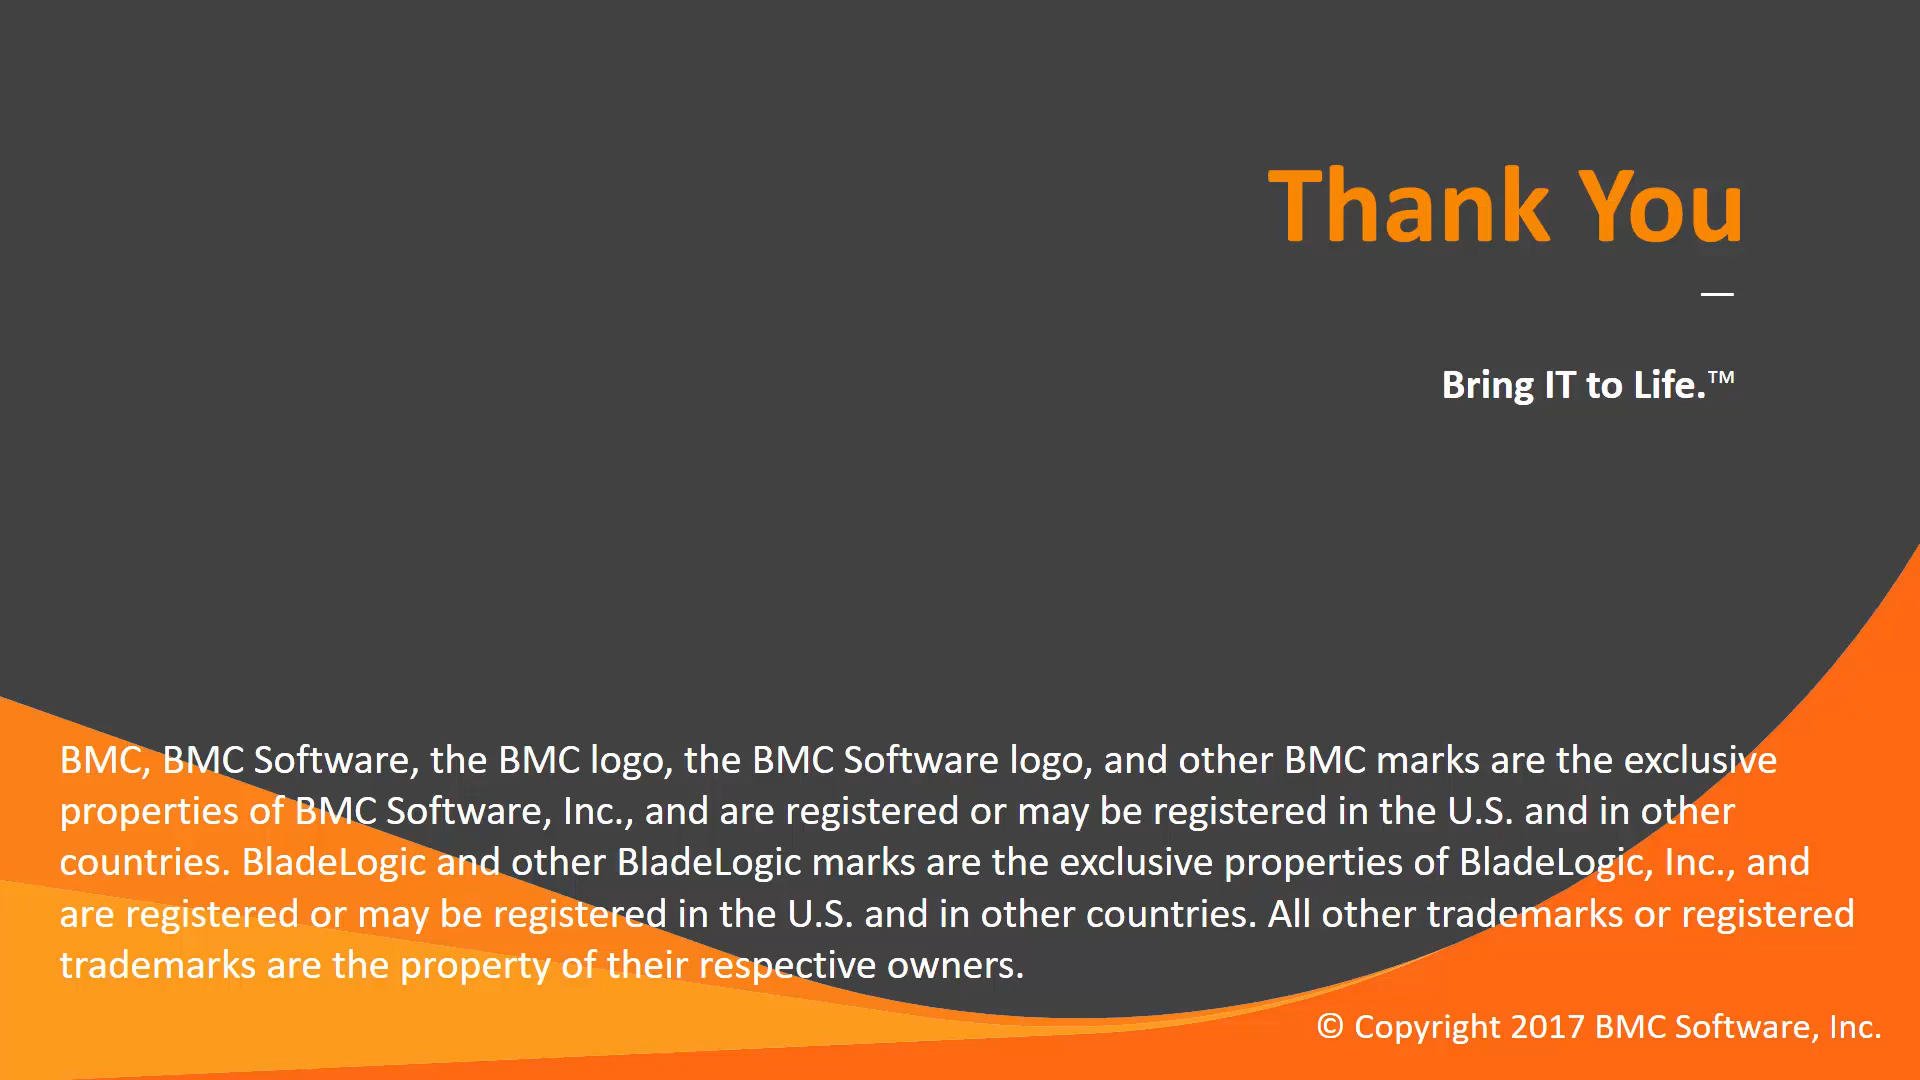 Thank You
Bring IT to Life.™
BMC, BMC Software, the BMC logo, the BMC Software logo, and other BMC marks are the exclusive
properties of BMC Software, Inc., and are registered or may be registered in the U.S. and in other
countries. BladeLogic and other BladeLogic marks are the exclusive properties of BladeLogic, Inc., and
are registered or may be registered in the U.S. and in other countries. All other trademarks or registered
trademarks are the property of their respective owners.
© Copyright 2017 BMC Software, Inc.